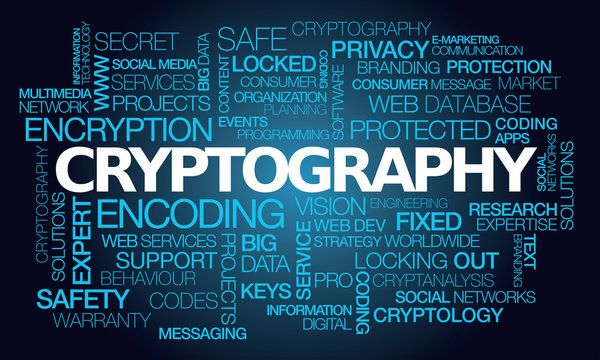 CRYPTOGRAPHY
SECRET
SAFE
PRIVACY
E-MARKETING
COMMUNICATION
INFORMATION
TECHNOLOGY
WWW
SOCIAL MEDIA
BIG DATA
CONTENT
LOCKED
CODING
BRANDING
PROTECTION
MULTIMEDIA
NETWORK
SERVICES
PROJECTS
CONSUMER
ORGANIZATION
PLANNING
SOFTWARE
CONSUMER MESSAGE
MARKET
WEB DATABASE
ENCRYPTION
EVENTS
PROGRAMMING
PROTECTED
CODING
APPS
CRYPTOGRAPHY
CRYPTOGRAPHY
SOCIAL
NETWORKS
SOLUTIONS
SOLUTIONS
EXPERT
ENCODING
VISION
ENGINEERING
WEB DEV
FIXED
RESEARCH
EXPERTISE
WEB SERVICES
PROJECTS
BIG
DATA
SERVICE
STRATEGY
WORLDWIDE
TEXT
BRANDING
SUPPORT
BEHAVIOUR
LOCKING OUT
PRO
CODING
CRYPTANALYSIS
SAFETY
CODES
KEYS
SOCIAL NETWORKS
WARRANTY
INFORMATION
DIGITAL
CRYPTOLOGY
MESSAGING